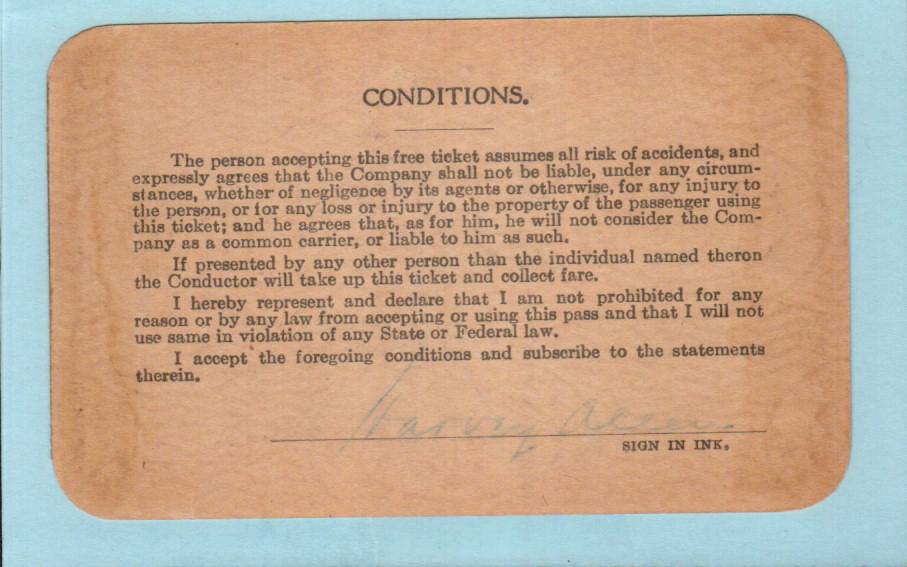 CONDITIONS.
The person accepting this free ticket assumes all risk of accidents, and
expressly agrees that the Company shall not be liable, under any circum-
stances, whether of negligence by its agents or otherwise, for any injury to
the person, or for any loss or injury to the property of the passenger using
this ticket; and he agrees that, as for him, he will not consider the Com-
pany as a common carrier, or liable to him as such.
If presented by any other person than the individual named theron
the Conductor will take up this ticket and collect fare.
I hereby represent and declare that I am not prohibited for any
reason or by any law from accepting or using this pass and that I will not
use same in violation of any State or Federal law.
I accept the foregoing conditions and subscribe to the statements
therein.
Harvey
SIGN IN INK.